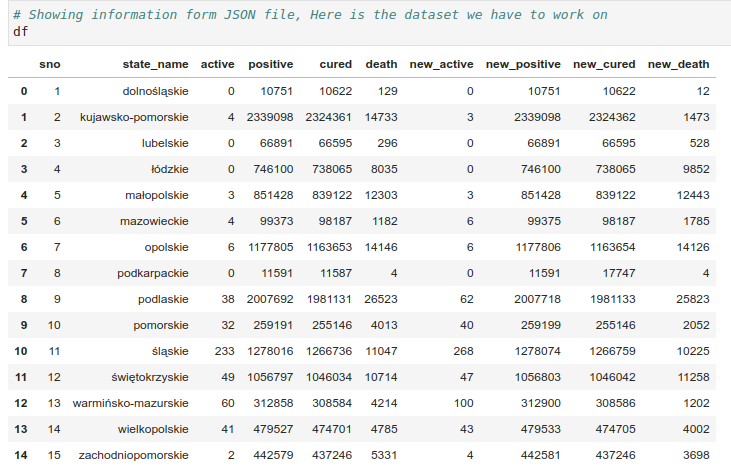 # Showing information form JSON file, Here is the dataset we have to work on
df
sno state_name active positive cured death new_active new_positive new_cured new_death
0 1 dolnośląskie 0 10751 10622 129 0 10751 10622 12
1 2 kujawsko-pomorskie 4 2339098 2324361 14733 3 2339098 2324362 1473
2 3 lubelskie 0 66891 66595 296 0 66891 66595 528
3 4 łódzkie 0 746100 738065 8035 0 746100 738065 9852
4 5 małopolskie 3 851428 839122 12303 3 851428 839122 12443
5 6 mazowieckie 4 99373 98187 1182 6 99375 98187 1785
6 7 opolskie 6 1177805 1163653 14146 6 1177806 1163654 14126
7 8 podkarpackie 0 11591 11587 4 0 11591 17747 4
8 9 podlaskie 38 2007692 1981131 26523 62 2007718 1981133 25823
9 10 pomorskie 32 259191 255146 4013 40 259199 255146 2052
10 11 śląskie 233 1278016 1266736 11047 268 1278074 1266759 10225
11 12 świętokrzyskie 49 1056797 1046034 10714 47 1056803 1046042 11258
12 13 warmińsko-mazurskie 60 312858 308584 4214 100 312900 308586 1202
13 14 wielkopolskie 41 479527 474701 4785 43 479533 474705 4002
14 15 zachodniopomorskie 2 442579 437246 5331 4 442581 437246 3698